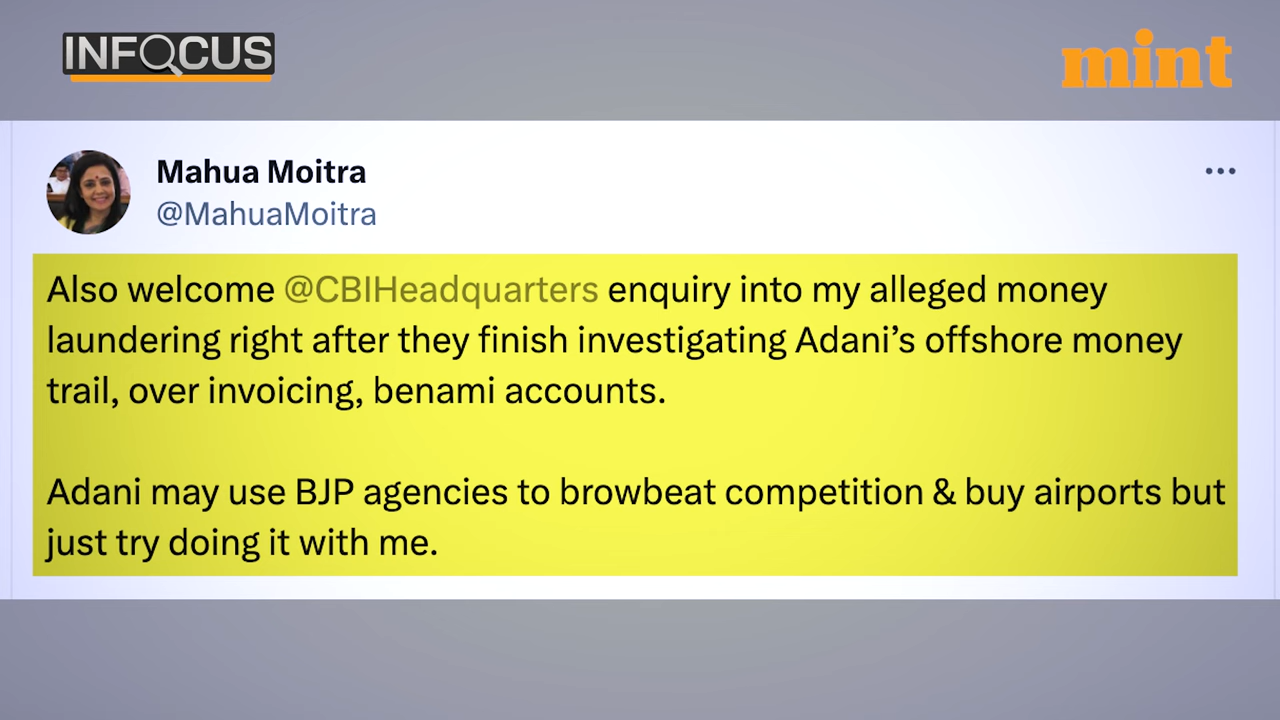 INFOCUS
mint
Mahua Moitra
@MahuaMoitra
Also welcome @CBIHeadquarters enquiry into my alleged money
laundering right after they finish investigating Adani’s offshore money
trail, over invoicing, benami accounts.
Adani may use BJP agencies to browbeat competition & buy airports but
just try doing it with me.